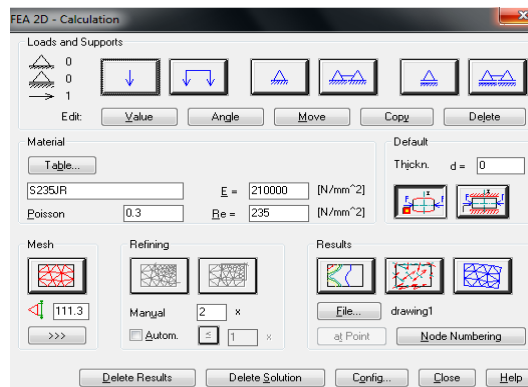 FEA 2D - Calculation
Loads and Supports
0
0
1
Edit: Value Angle Move Copy Delete
Material
Default
Table...
Thickn. d = 0
S235JR E = 210000 [N/mm^2]
Poisson 0.3 Re = 235 [N/mm^2]
Mesh Refining Results
111.3 Manual 2 x File... drawing1
>>> Autom. ≤ 1 x at Point Node Numbering
Delete Results Delete Solution Config... Close Help